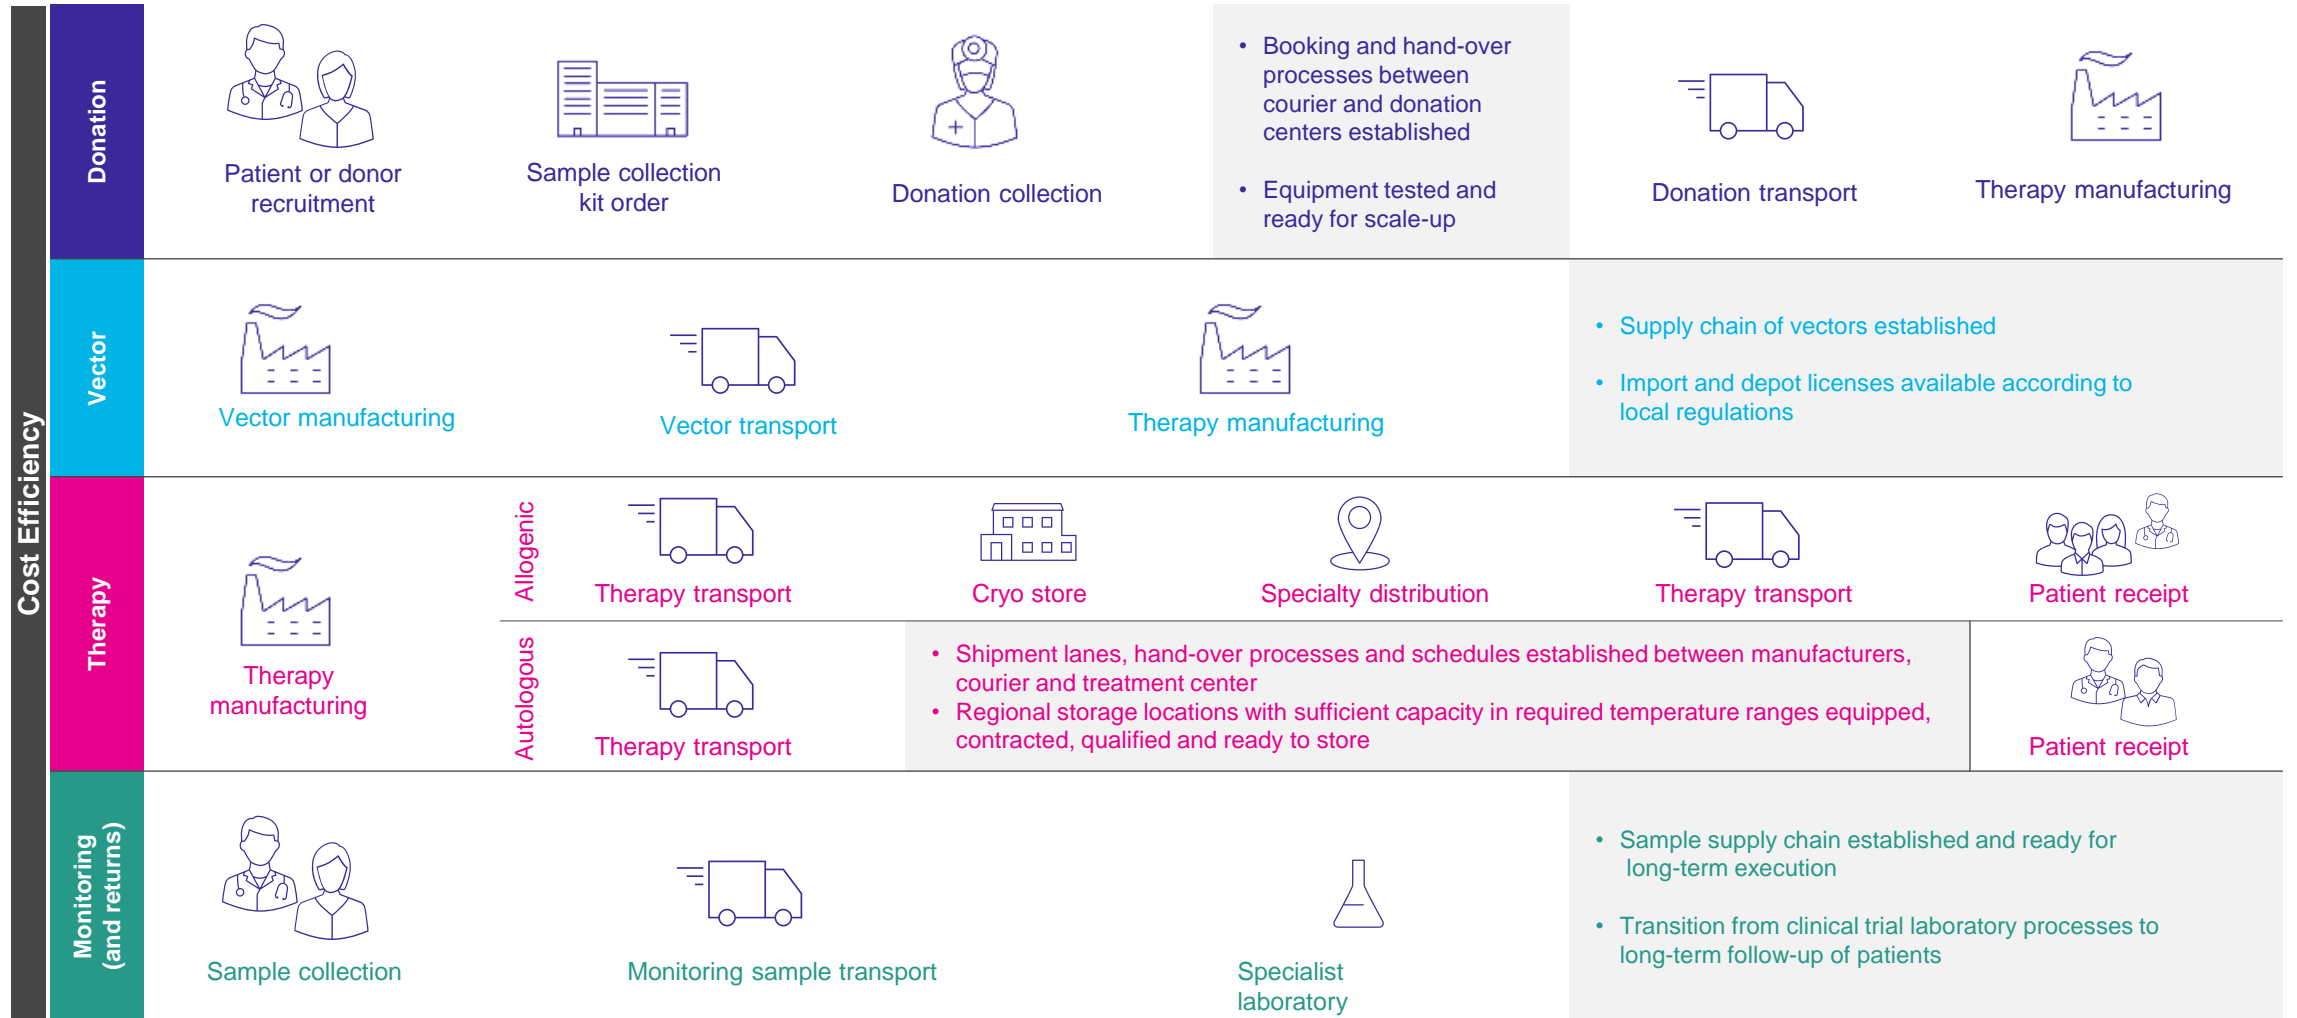 Cost Efficiency
Donation
Patient or donor
recruitment
Sample collection
kit order
Donation collection
• Booking and hand-over
processes between
courier and donation
centers established
• Equipment tested and
ready for scale-up
Donation transport
Therapy manufacturing
Vector
Vector manufacturing
Vector transport
Therapy manufacturing
• Supply chain of vectors established
• Import and depot licenses available according to
local regulations
Therapy
Therapy
manufacturing
Allogenic
Therapy transport
Cryo store
Specialty distribution
Therapy transport
Patient receipt
Autologous
Therapy transport
• Shipment lanes, hand-over processes and schedules established between manufacturers,
courier and treatment center
• Regional storage locations with sufficient capacity in required temperature ranges equipped,
contracted, qualified and ready to store
Patient receipt
Monitoring
(and returns)
Sample collection
Monitoring sample transport
Specialist
laboratory
• Sample supply chain established and ready for
long-term execution
• Transition from clinical trial laboratory processes to
long-term follow-up of patients